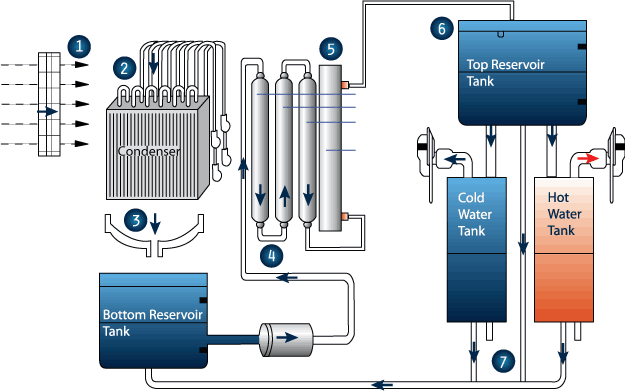 1
2
Condenser
3
Bottom Reservoir
Tank
4
5
6
Top Reservoir
Tank
Cold
Water
Tank
Hot
Water
Tank
7